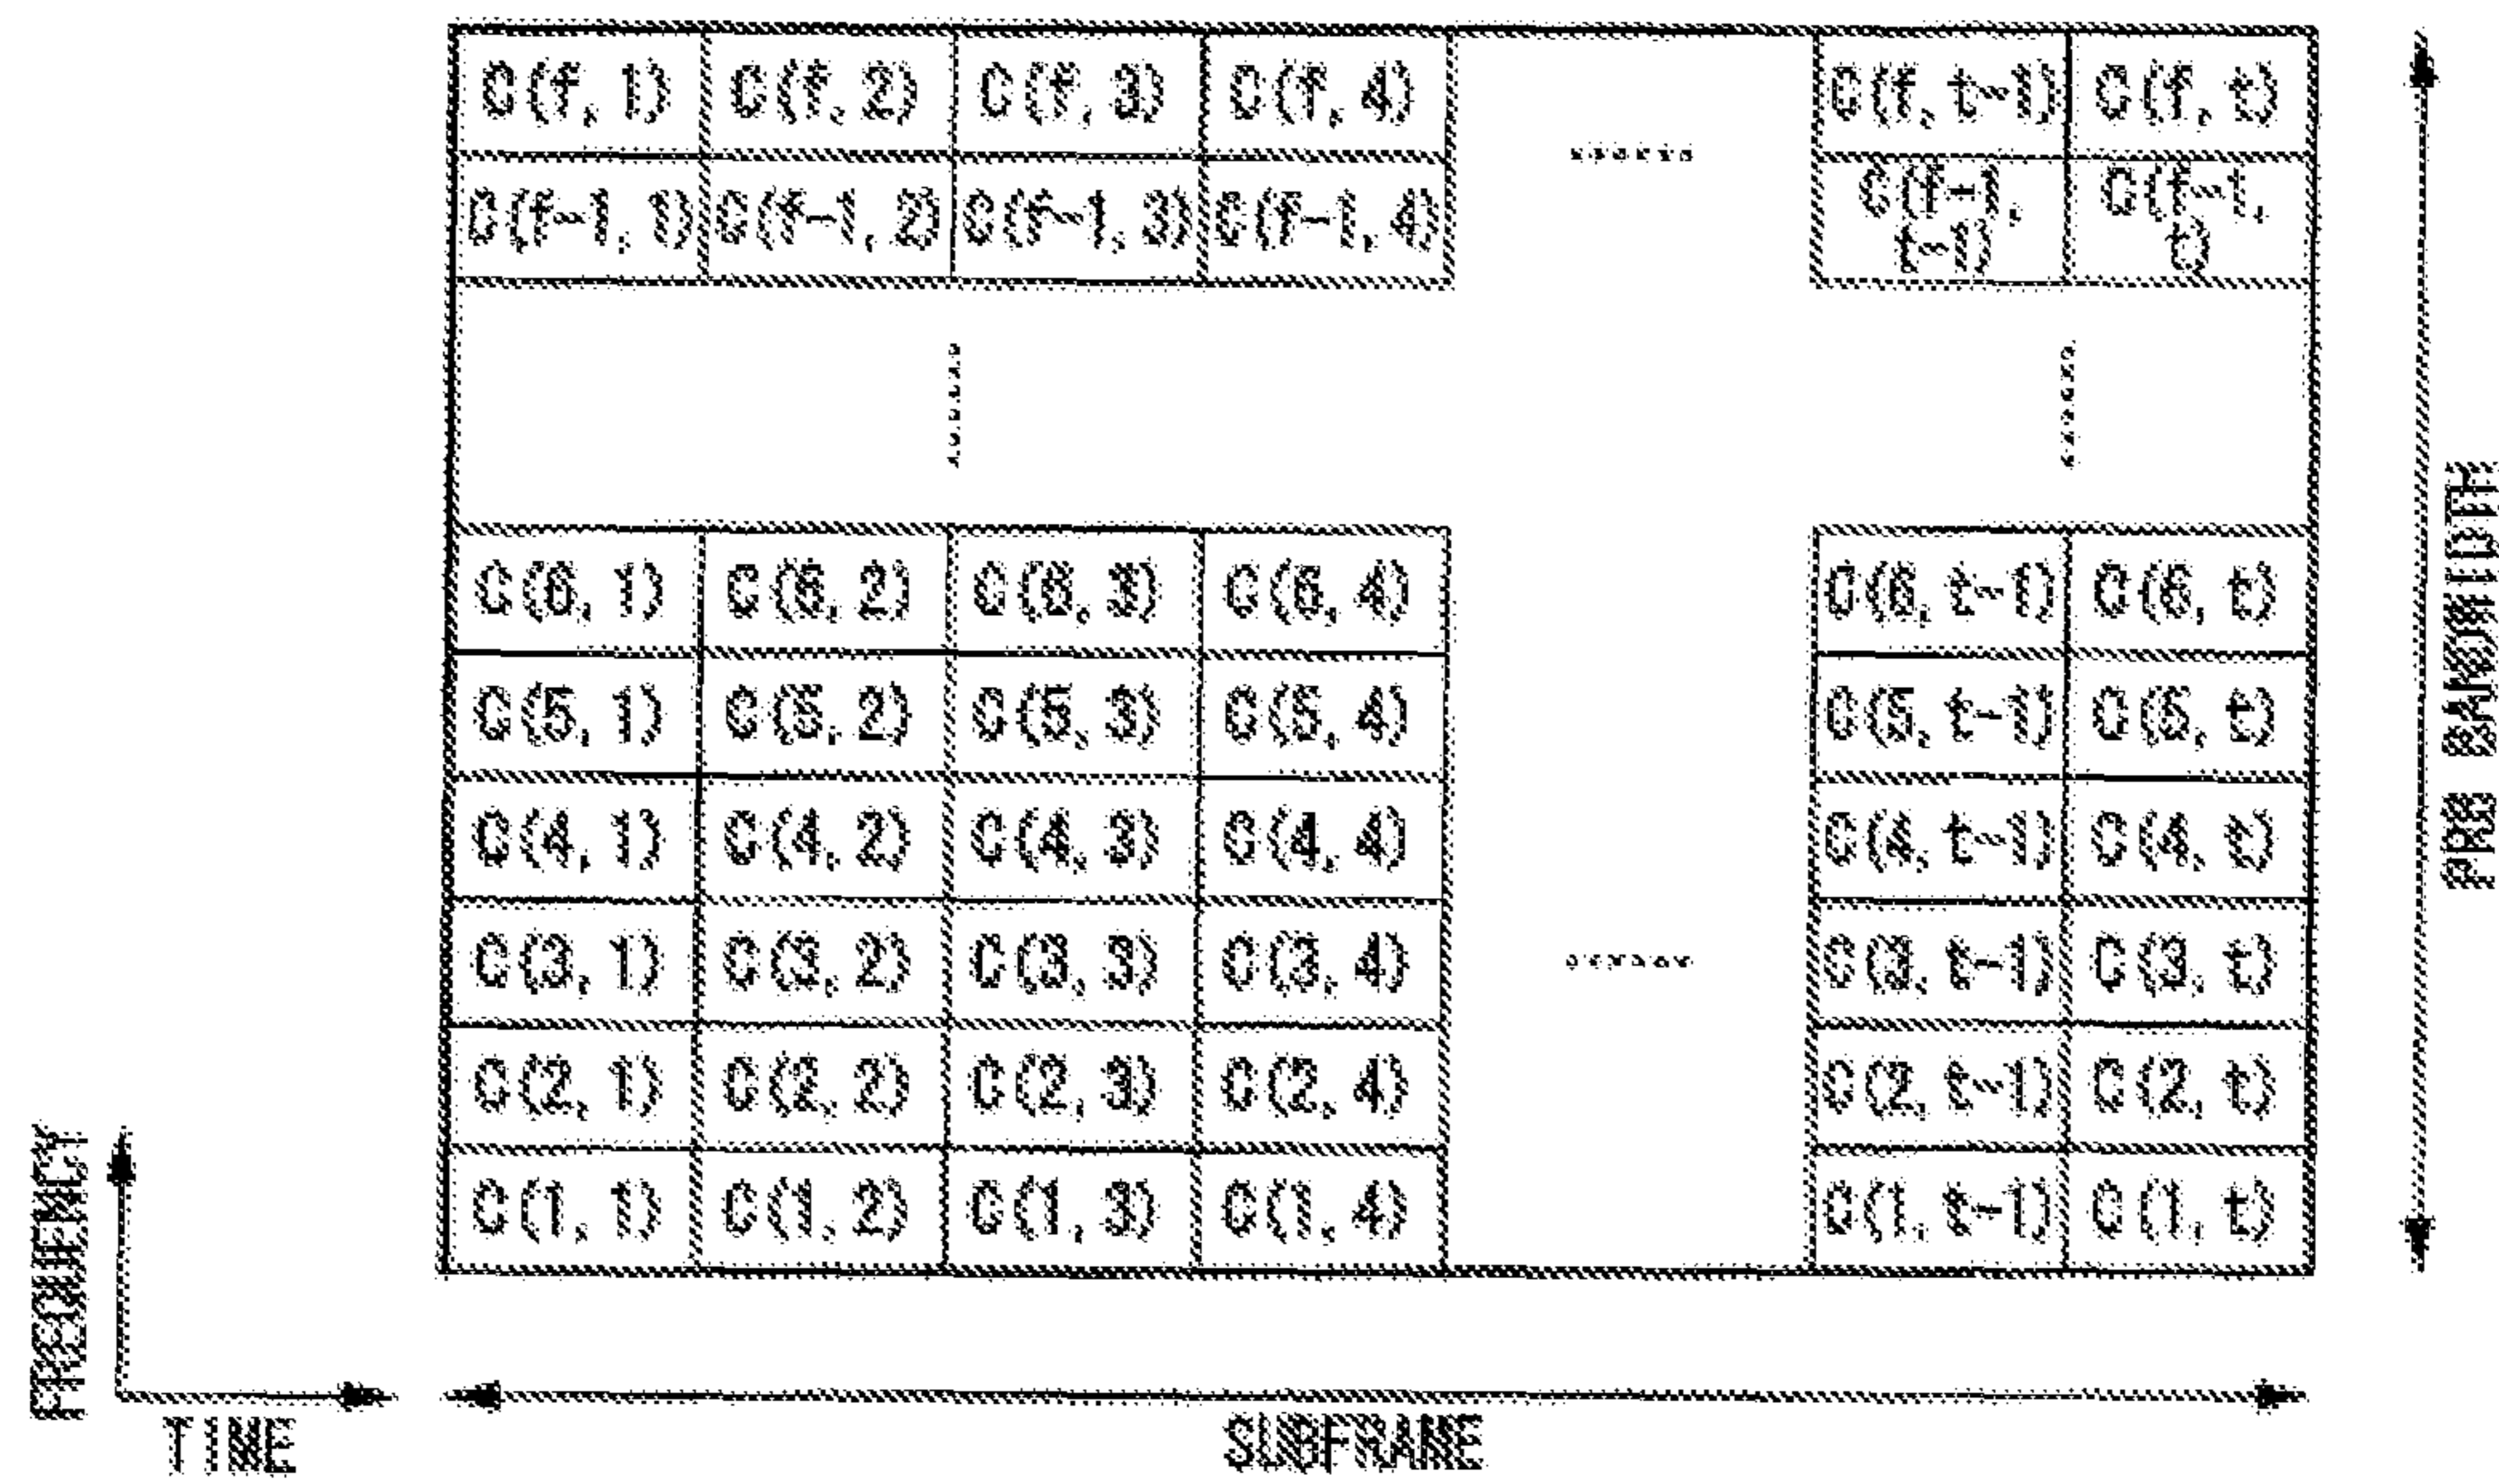 C(f, 1) C(f, 2) C(f, 3) C(f, 4) C(f, t-1) C(f, t)
C(f-1, 1) C(f-1, 2) C(f-1, 3) C(f-1, 4) C(f-1, t-1) C(f-1, t)
C(6, 1) C(6, 2) C(6, 3) C(6, 4) C(6, t-1) C(6, t)
C(5, 1) C(5, 2) C(5, 3) C(5, 4) C(5, t-1) C(5, t)
C(4, 1) C(4, 2) C(4, 3) C(4, 4) C(4, t-1) C(4, t)
C(3, 1) C(3, 2) C(3, 3) C(3, 4) C(3, t-1) C(3, t)
C(2, 1) C(2, 2) C(2, 3) C(2, 4) C(2, t-1) C(2, t)
C(1, 1) C(1, 2) C(1, 3) C(1, 4) C(1, t-1) C(1, t)
PRB BANDWIDTH
FREQUENCY
TIME
SUBFRAME